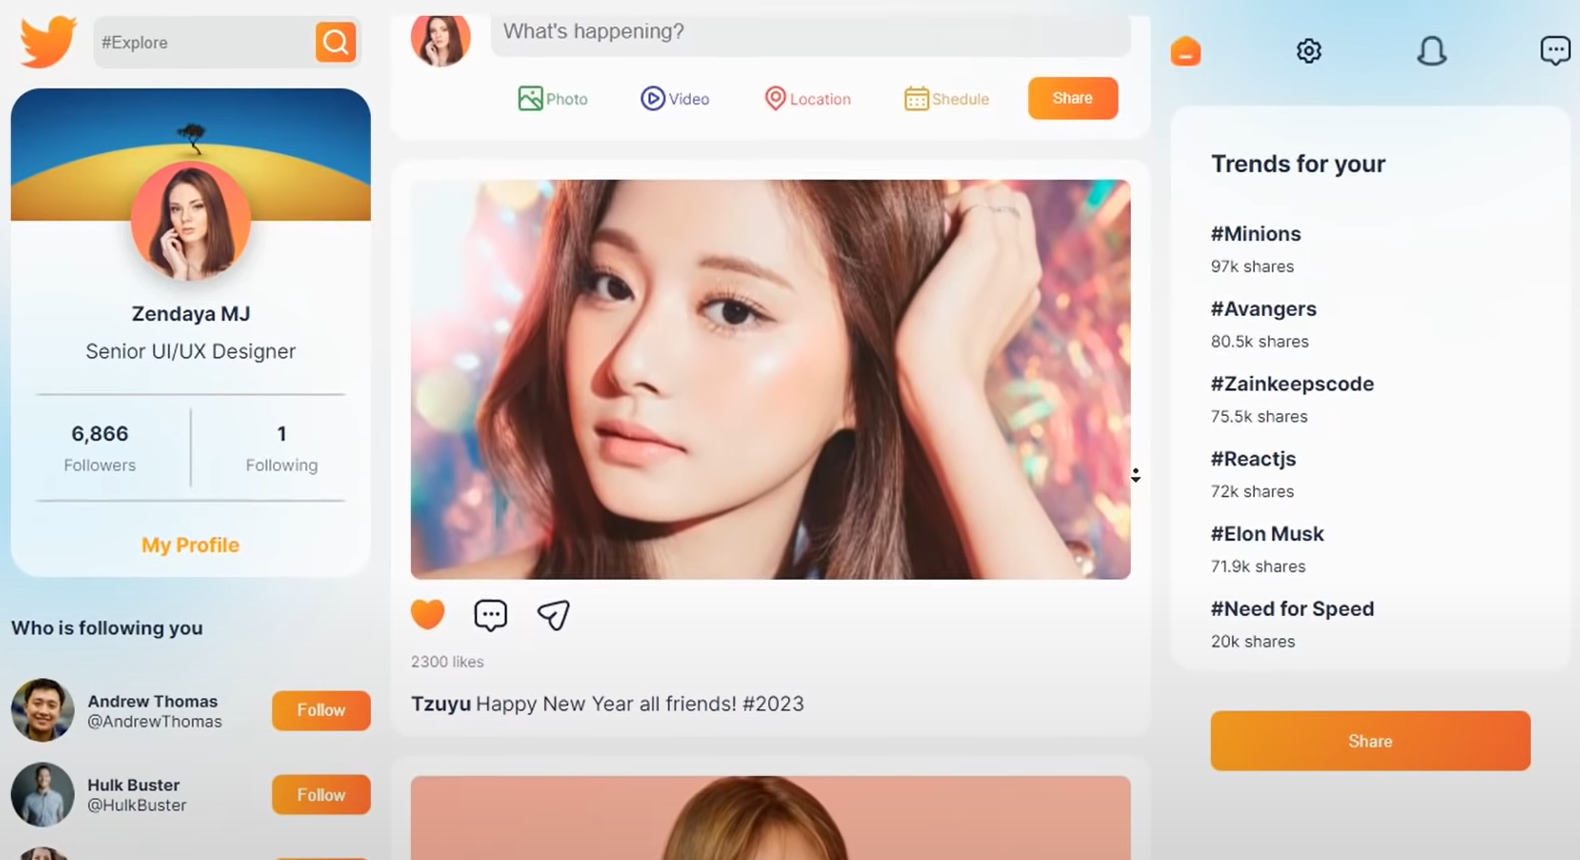 #Explore
Zendaya MJ
Senior UI/UX Designer
6,866
Followers
1
Following
My Profile
Who is following you
Andrew Thomas
@AndrewThomas
Follow
Hulk Buster
@HulkBuster
Follow
What's happening?
Photo
Video
Location
Shedule
Share
2300 likes
Tzuyu Happy New Year all friends! #2023
Trends for your
#Minions
97k shares
#Avangers
80.5k shares
#Zainkeepscode
75.5k shares
#Reactjs
72k shares
#Elon Musk
71.9k shares
#Need for Speed
20k shares
Share